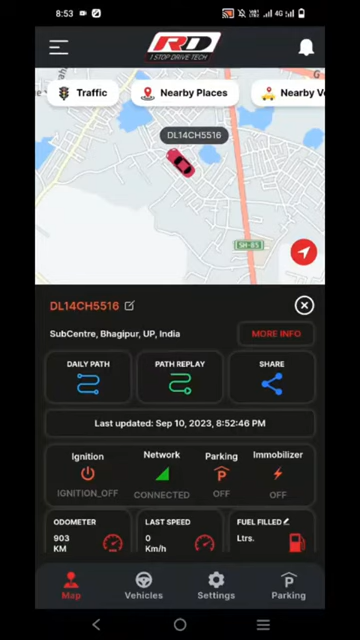 8:53
4G
RD
1 STOP DRIVE TECH
Traffic
Nearby Places
Nearby Ve
DL14CH5516
SH-65
DL14CH5516
SubCentre, Bhagipur, UP, India
MORE INFO
DAILY PATH
PATH REPLAY
SHARE
Last updated: Sep 10, 2023, 8:52:46 PM
Ignition
Network
Parking
Immobilizer
IGNITION_OFF
CONNECTED
OFF
OFF
ODOMETER
LAST SPEED
FUEL FILLED
903
KM
0
Km/h
Ltrs.
Map
Vehicles
Settings
Parking